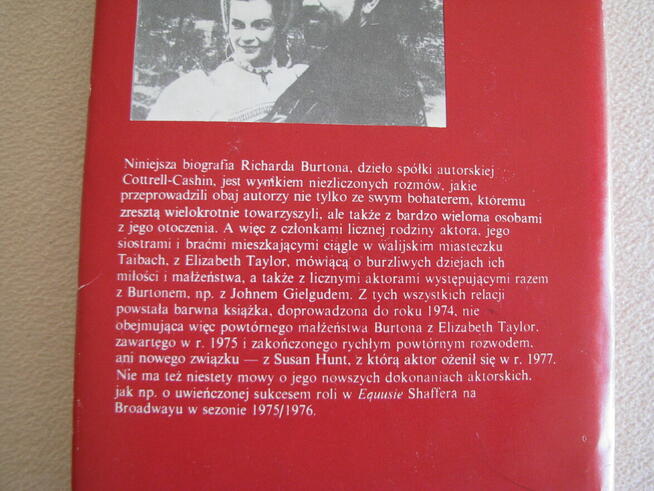 Niniejsza biografia Richarda Burtona, dzieło spółki autorskiej
Cottrell-Cashin, jest wynikiem niezliczonych rozmów, jakie
przeprowadzili obaj autorzy nie tylko ze swym bohaterem, któremu
zresztą wielokrotnie towarzyszyli, ale także z bardzo wieloma osobami
z jego otoczenia. A więc z członkami licznej rodziny aktora, jego
siostrami i braćmi mieszkającymi ciągle w walijskim miasteczku
Taibach, z Elizabeth Taylor, mówiącą o burzliwych dziejach ich
miłości i małżeństwa, a także z licznymi aktorami występującymi razem
z Burtonem, np. z Johnem Gielgudem. Z tych wszystkich relacji
powstała barwna książka, doprowadzona do roku 1974, nie
obejmująca więc powtórnego małżeństwa Burtona z Elizabeth Taylor,
zawartego w r. 1975 i zakończonego rychłym powtórnym rozwodem,
ani nowego związku — z Susan Hunt, z którą aktor ożenił się w r. 1977.
Nie ma też niestety mowy o jego nowszych dokonaniach aktorskich,
jak np. o uwieńczonej sukcesem roli w Equusie Shaffera na
Broadwayu w sezonie 1975/1976.